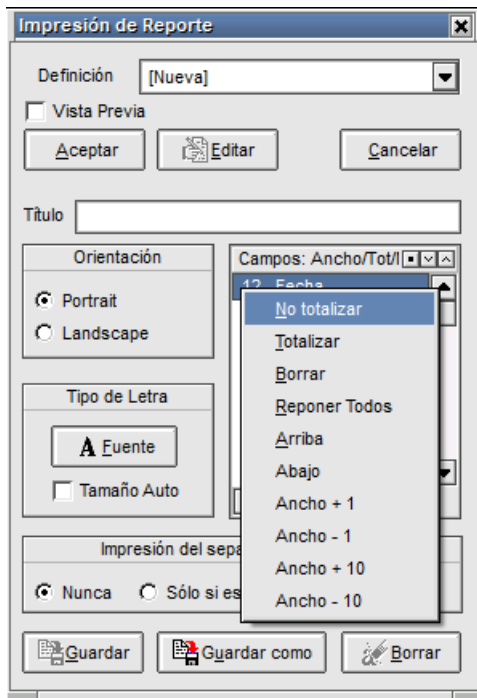 Impresión de Reporte
Definición [Nueva]
Vista Previa
Aceptar Editar Cancelar
Título
Orientación
Portrait
Landscape
Campos: Ancho/Tot/
12 Fecha
No totalizar
Totalizar
Borrar
Reponer Todos
Arriba
Abajo
Ancho + 1
Ancho - 1
Ancho + 10
Ancho - 10
Tipo de Letra
A Fuente
Tamaño Auto
Impresión del sepa
Nunca Sólo si es
Guardar Guardar como Borrar